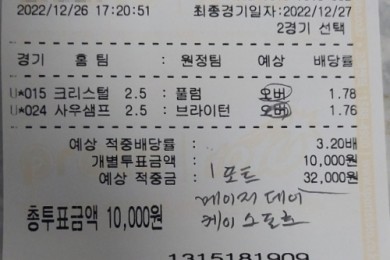 2022/12/26 17:20:51 최종경기일자:2022/12/27
2경기 선택
경기 홈 팀 : 원정팀 예상 배당률
U*015 크리스털 2.5 : 풀럼 오버 1.78
U*024 사우샘프 2.5 : 브라이턴 오버 1.76
예상 적중배당률 : 3.20배
개별투표금액 : 10,000원
예상 적중금 : 32,000원
1 포트
메이저 데이
총투표금액 10,000원
케이 스포츠
1315181909